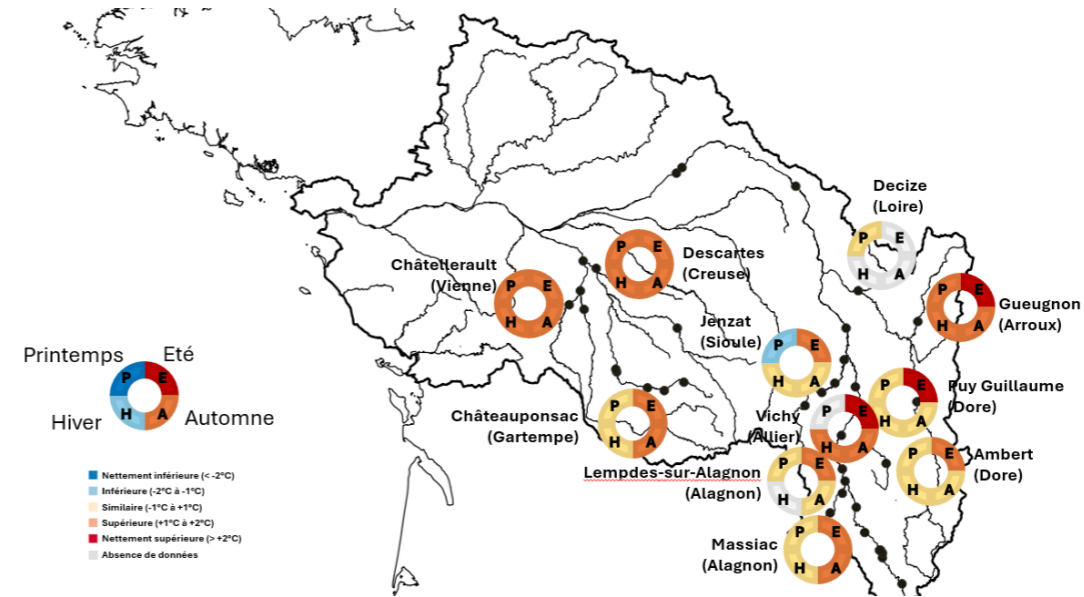 Decize
(Loire)
P E
H A
Châtellerault
(Vienne)
P E
H A
P E
H A
Descartes
(Creuse)
P E
H A
Gueugnon
(Arroux)
Jenzat
(Sioule)
P E
H A
Printemps Eté
P E
H A
Hiver Automne
P E
H A
Puy Guillaume
(Dore)
Châteauponsac
(Gartempe)
P E
H A
Vichy
(Allier)
P E
H A
P E
H A
Ambert
(Dore)
Lempdes-sur-Alagnon
(Alagnon)
P E
H A
Nettement inférieure (< -2°C)
Inférieure (-2°C à -1°C)
Similaire (-1°C à +1°C)
Supérieure (+1°C à +2°C)
Nettement supérieure (> +2°C)
Absence de données
Massiac
(Alagnon)
P E
H A